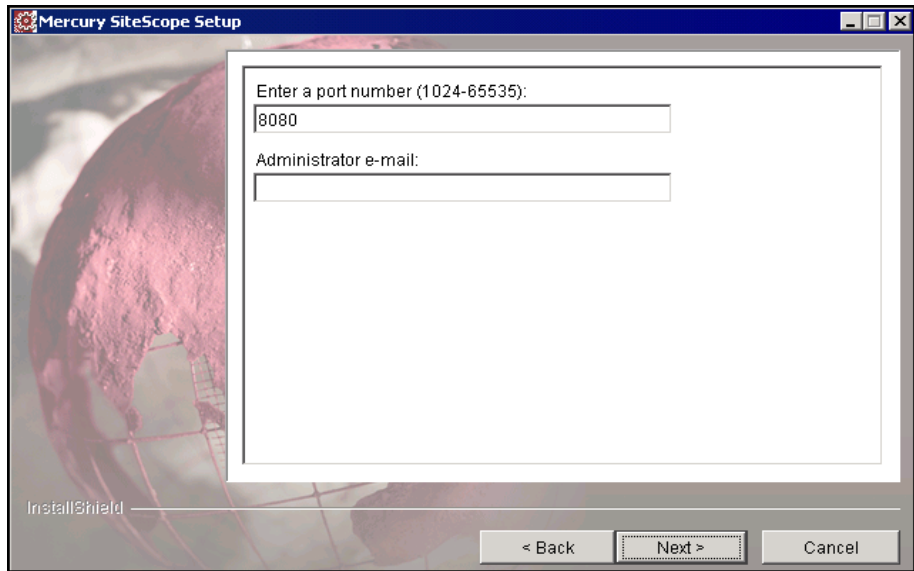 Mercury SiteScope Setup
Enter a port number (1024-65535):
8080
Administrator e-mail:
InstallShield
< Back
Next >
Cancel